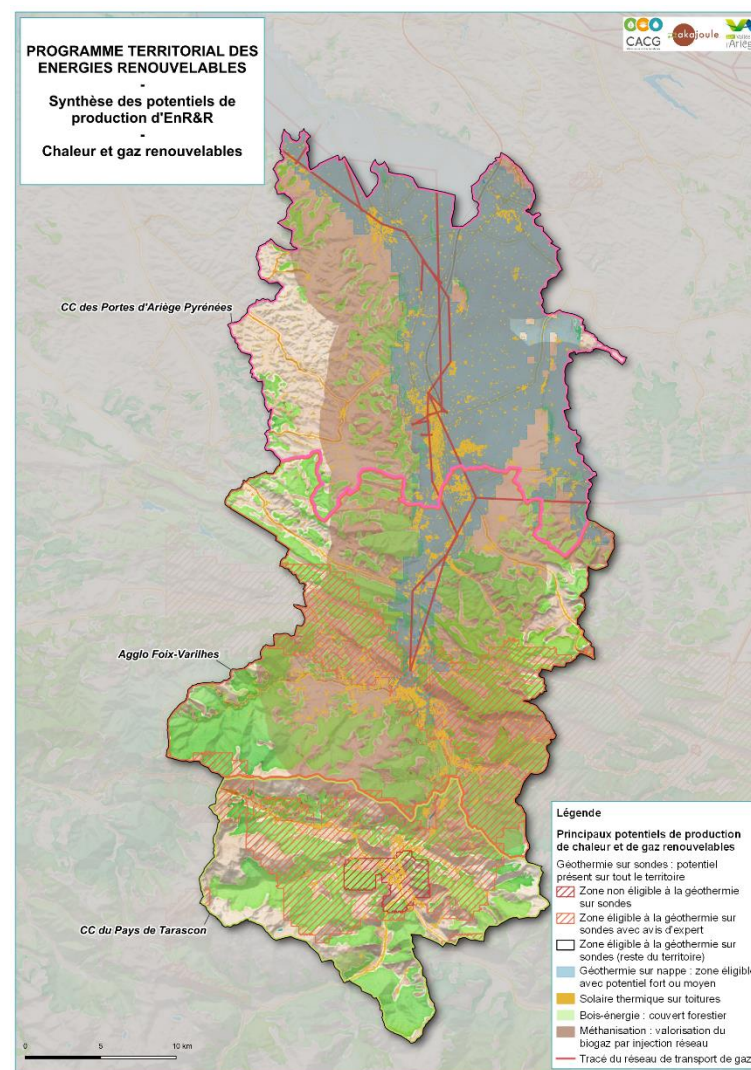 PROGRAMME TERRITORIAL DES
ENERGIES RENOUVELABLES
-
Synthèse des potentiels de
production d'EnR&R
-
Chaleur et gaz renouvelables
CACG
akajoule
Ariège
CC des Portes d'Ariège Pyrénées
Agglo Foix-Varilhes
CC du Pays de Tarascon
Légende
Principaux potentiels de production
de chaleur et de gaz renouvelables
Géothermie sur sondes : potentiel
présent sur tout le territoire
Zone non éligible à la géothermie
sur sondes
Zone éligible à la géothermie sur
sondes avec avis d'expert
Zone éligible à la géothermie sur
sondes (reste du territoire)
Géothermie sur nappe : zone éligible
avec potentiel fort ou moyen
Solaire thermique sur toitures
Bois-énergie : couvert forestier
Méthanisation : valorisation du
biogaz par injection réseau
Tracé du réseau de transport de gaz
0 5 10 km